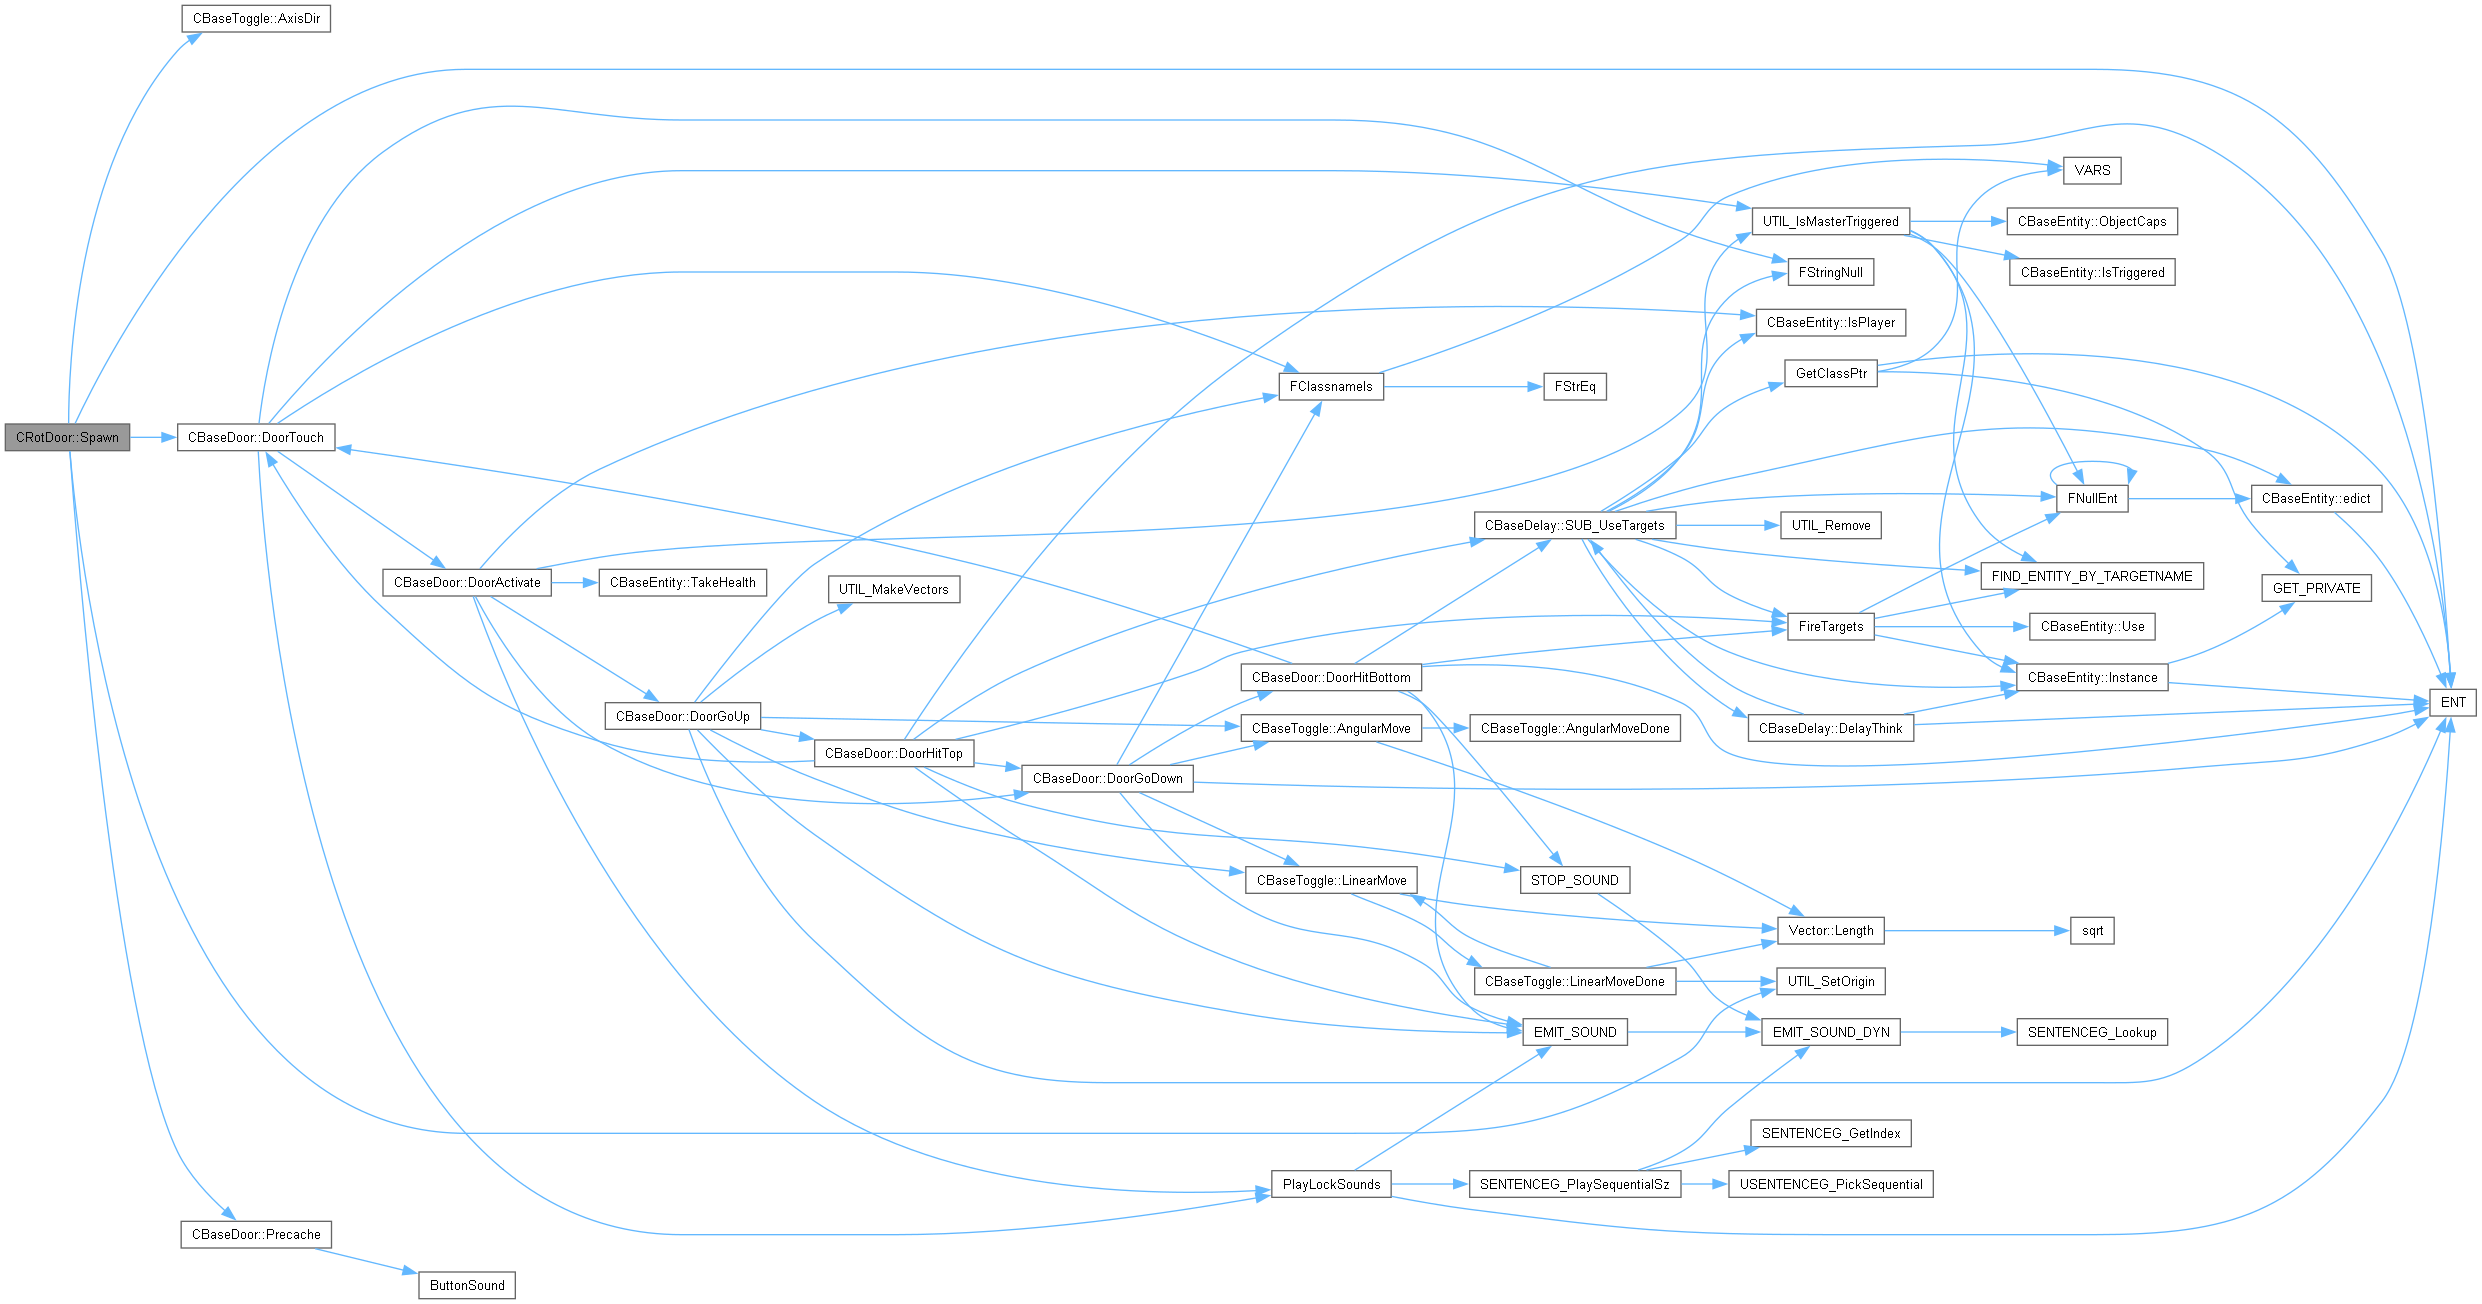 CBaseToggle::AxisDir
VARS
UTIL_IsMasterTriggered
CBaseEntity::ObjectCaps
FStringNull
CBaseEntity::IsTriggered
CBaseEntity::IsPlayer
GetClassPtr
FClassnameIs
FStrEq
CRotDoor::Spawn
CBaseDoor::DoorTouch
FNullEnt
CBaseEntity::edict
CBaseDelay::SUB_UseTargets
UTIL_Remove
CBaseDoor::DoorActivate
CBaseEntity::TakeHealth
UTIL_MakeVectors
FIND_ENTITY_BY_TARGETNAME
GET_PRIVATE
FireTargets
CBaseEntity::Use
CBaseDoor::DoorHitBottom
CBaseEntity::Instance
ENT
CBaseDoor::DoorGoUp
CBaseToggle::AngularMove
CBaseToggle::AngularMoveDone
CBaseDelay::DelayThink
CBaseDoor::DoorHitTop
CBaseDoor::DoorGoDown
CBaseToggle::LinearMove
STOP_SOUND
Vector::Length
sqrt
CBaseToggle::LinearMoveDone
UTIL_SetOrigin
EMIT_SOUND
EMIT_SOUND_DYN
SENTENCEG_Lookup
SENTENCEG_GetIndex
PlayLockSounds
SENTENCEG_PlaySequentialSz
USENTENCEG_PickSequential
CBaseDoor::Precache
ButtonSound